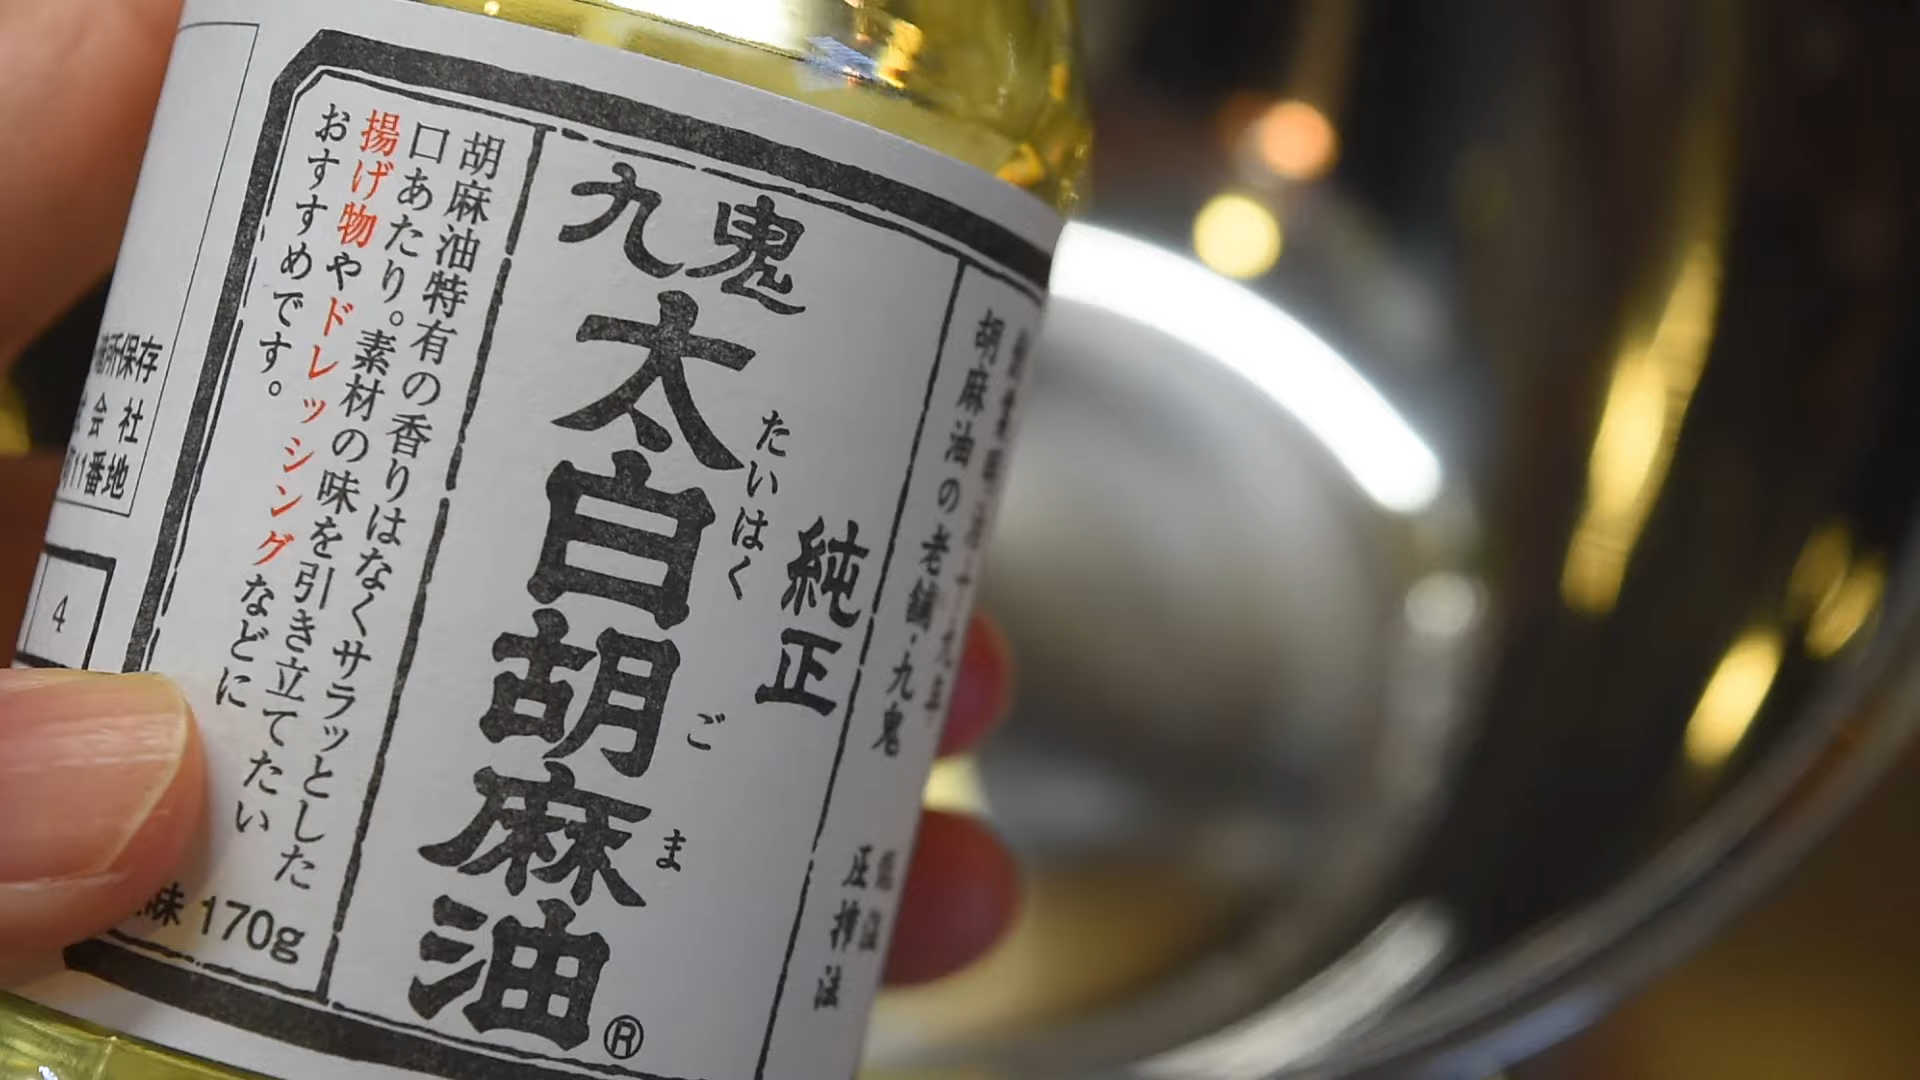 胡麻油の老舗・九鬼
圧搾法
純正
九鬼
太白胡麻油
たいはく
ごま
®
胡麻油特有の香りはなくサラッとした
口あたり。素材の味を引き立てたい
揚げ物やドレッシングなどに
おすすめです。
味 170g
所保存
会社
11番地
4